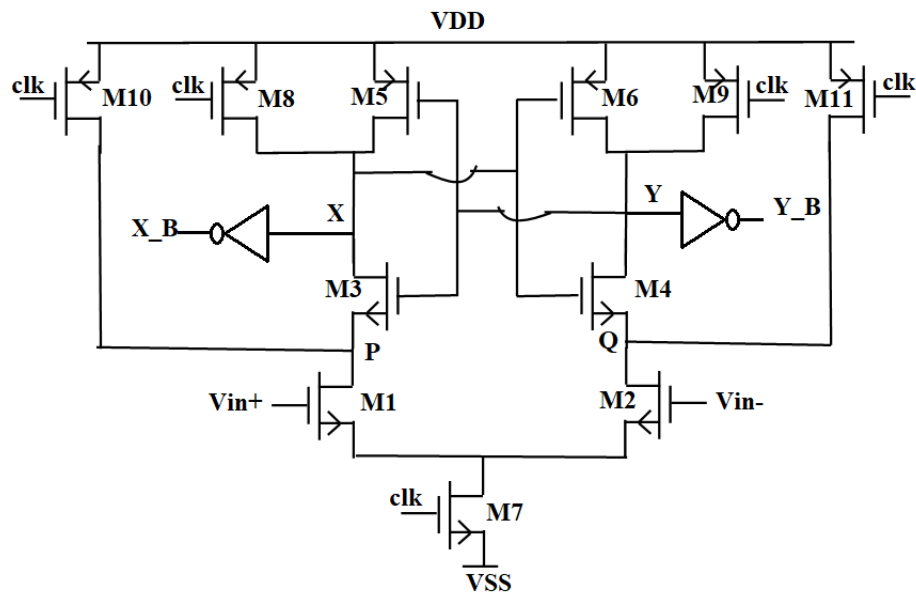 VDD
clk M10 clk M8 M5 M6 M9 clk M11 clk
X Y
X_B Y_B
M3 M4
P Q
Vin+ M1 M2 Vin-
clk M7
VSS